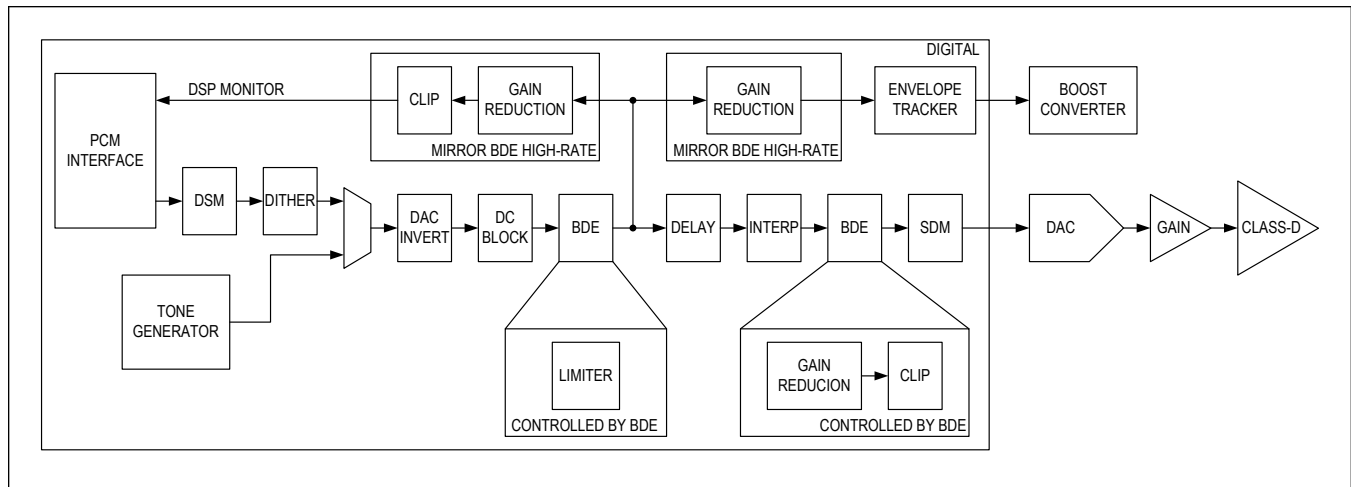 DIGITAL
PCM
INTERFACE
DSP MONITOR
CLIP
GAIN
REDUCTION
MIRROR BDE HIGH-RATE
GAIN
REDUCTION
MIRROR BDE HIGH-RATE
ENVELOPE
TRACKER
BOOST
CONVERTER
DSM
DITHER
DAC
INVERT
DC
BLOCK
BDE
DELAY
INTERP
BDE
SDM
DAC
GAIN
CLASS-D
TONE
GENERATOR
LIMITER
CONTROLLED BY BDE
GAIN
REDUCION
CLIP
CONTROLLED BY BDE